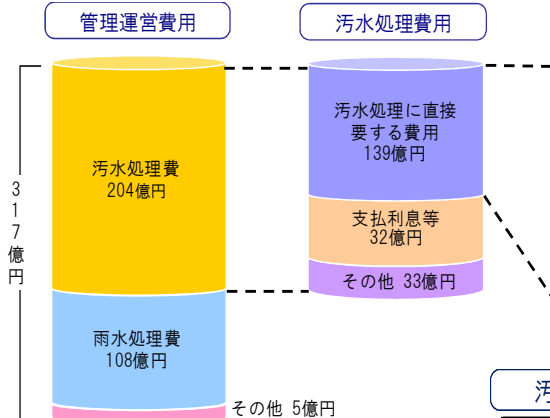 管理運営費用
汚水処理費用
汚水処理に直接
要する費用
139億円
汚水処理費
204億円
317億円
支払利息等
32億円
その他 33億円
雨水処理費
108億円
その他 5億円
汚